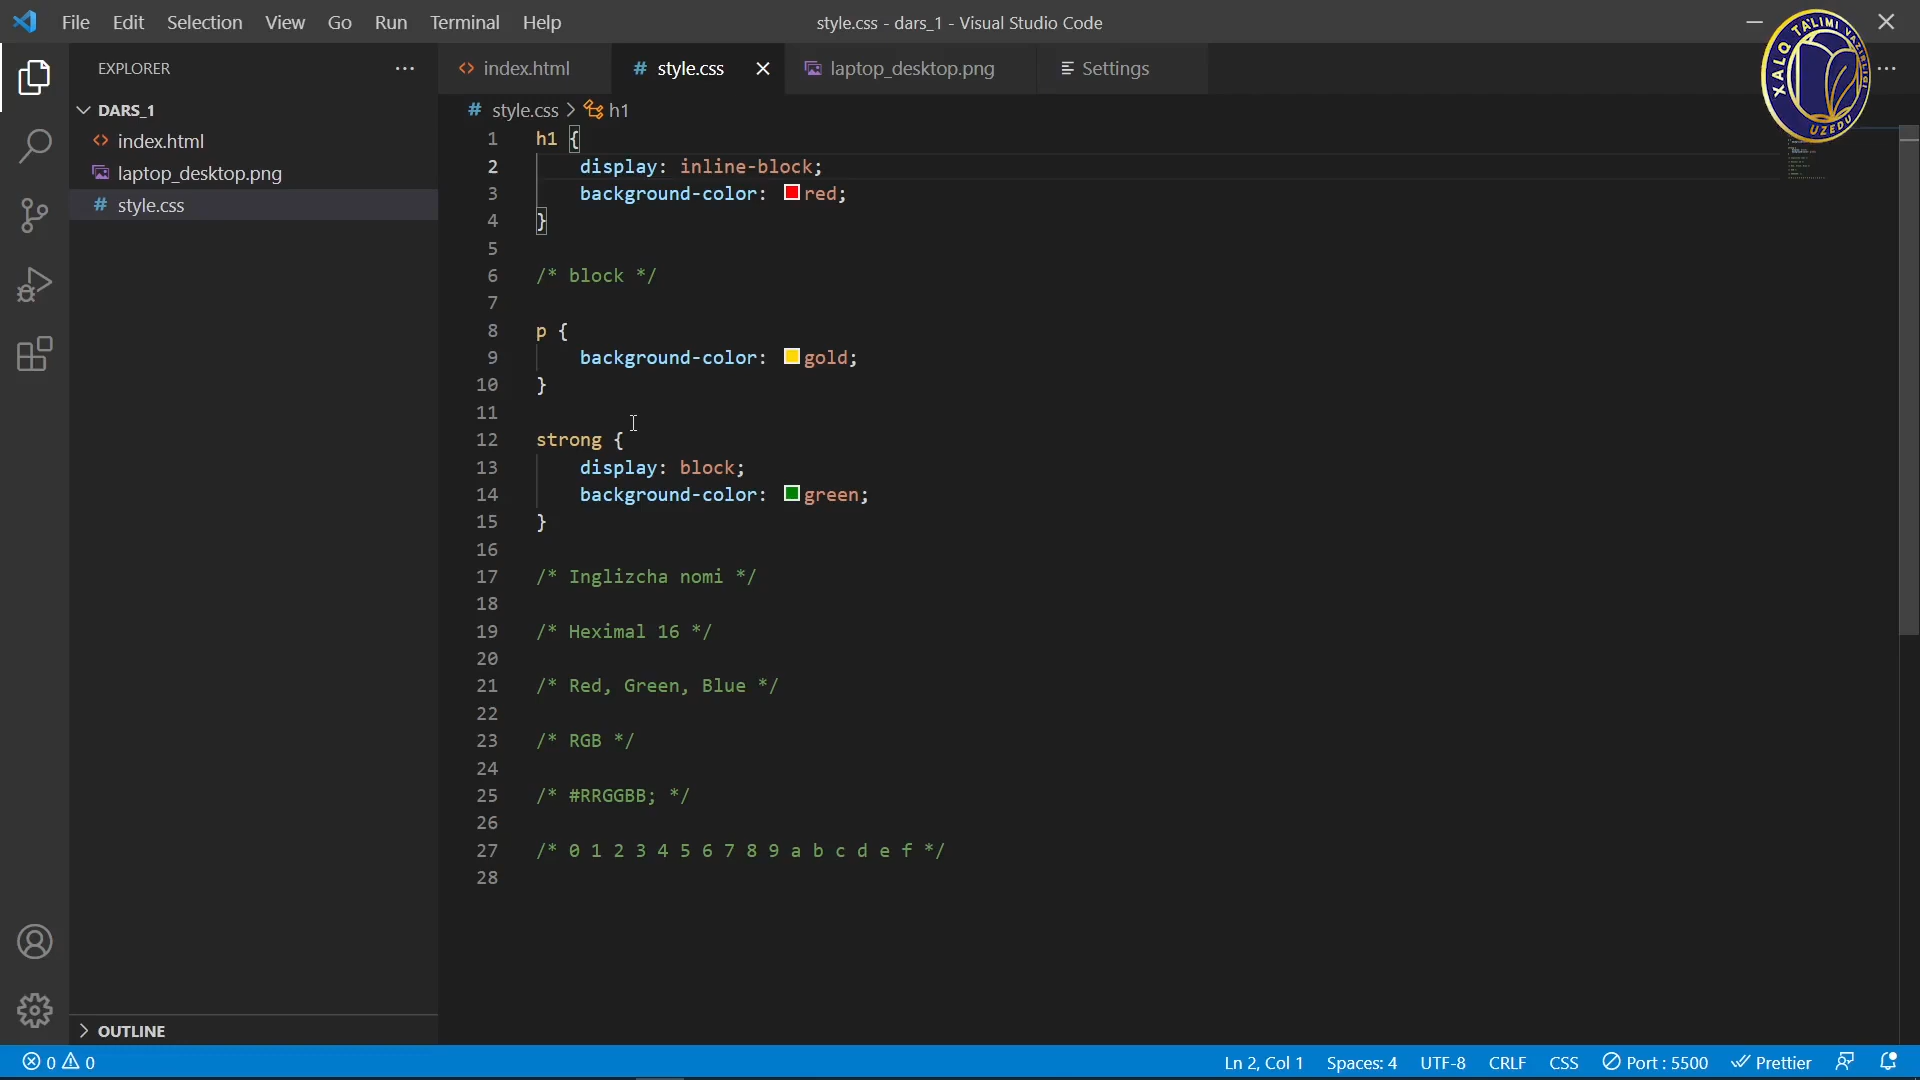 File Edit Selection View Go Run Terminal Help
style.css - dars_1 - Visual Studio Code
XALQ TALIMI VAZIRLIGI
UZEDU
EXPLORER
index.html
style.css
laptop_desktop.png
Settings
DARS_1
index.html
laptop_desktop.png
style.css
style.css > h1
1 h1 {
2 display: inline-block;
3 background-color: red;
4 }
5
6 /* block */
7
8 p {
9 background-color: gold;
10 }
11
12 strong {
13 display: block;
14 background-color: green;
15 }
16
17 /* Inglizcha nomi */
18
19 /* Heximal 16 */
20
21 /* Red, Green, Blue */
22
23 /* RGB */
24
25 /* #RRGGBB; */
26
27 /* 0 1 2 3 4 5 6 7 8 9 a b c d e f */
28
OUTLINE
0 0
Ln 2, Col 1 Spaces: 4 UTF-8 CRLF CSS Port : 5500 Prettier